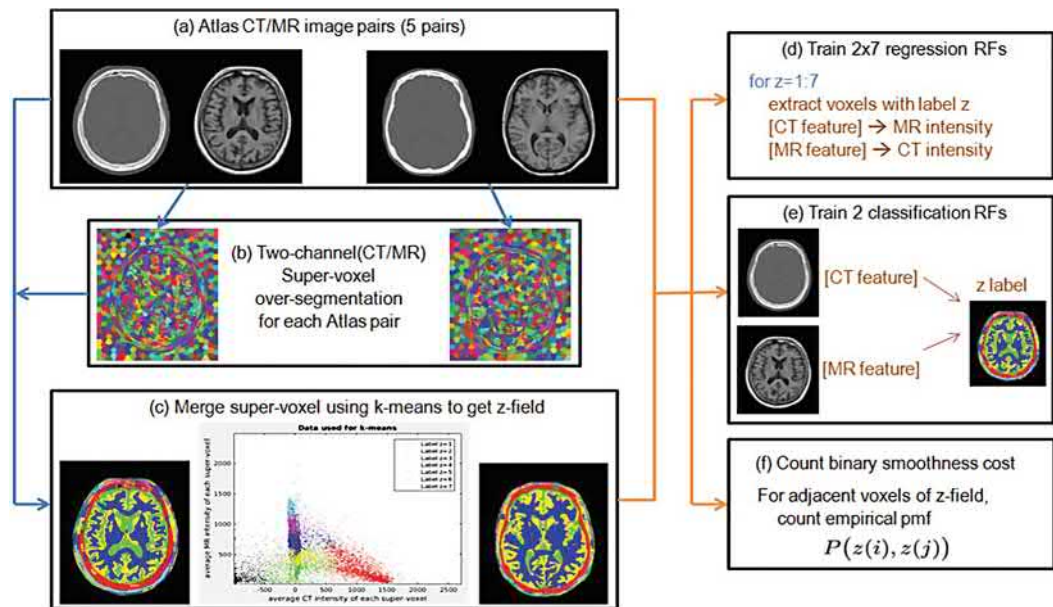 (a) Atlas CT/MR image pairs (5 pairs)
(b) Two-channel(CT/MR)
Super-voxel
over-segmentation
for each Atlas pair
(c) Merge super-voxel using k-means to get z-field
Data used for k-means
average MR intensity of each super-voxel
2000
1500
1000
500
Label z=1
Label z=2
Label z=3
Label z=4
Label z=5
Label z=6
Label z=7
-500 0 500 1000 1500 2000 2500
average CT intensity of each super-voxel
(d) Train 2x7 regression RFs
for z=1:7
extract voxels with label z
[CT feature] → MR intensity
[MR feature] → CT intensity
(e) Train 2 classification RFs
[CT feature]
z label
[MR feature]
(f) Count binary smoothness cost
For adjacent voxels of z-field,
count empirical pmf
P(z(i), z(j))